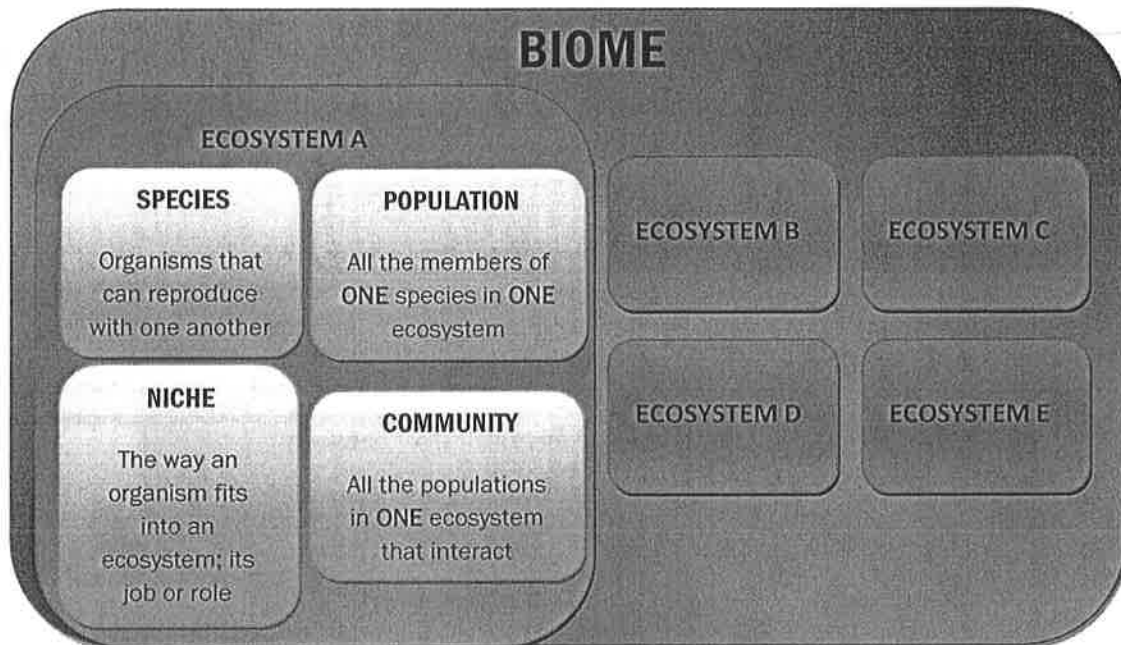 BIOME
ECOSYSTEM A
SPECIES
Organisms that
can reproduce
with one another
POPULATION
All the members of
ONE species in ONE
ecosystem
NICHE
The way an
organism fits
into an
ecosystem; its
job or role
COMMUNITY
All the populations
in ONE ecosystem
that interact
ECOSYSTEM B
ECOSYSTEM C
ECOSYSTEM D
ECOSYSTEM E